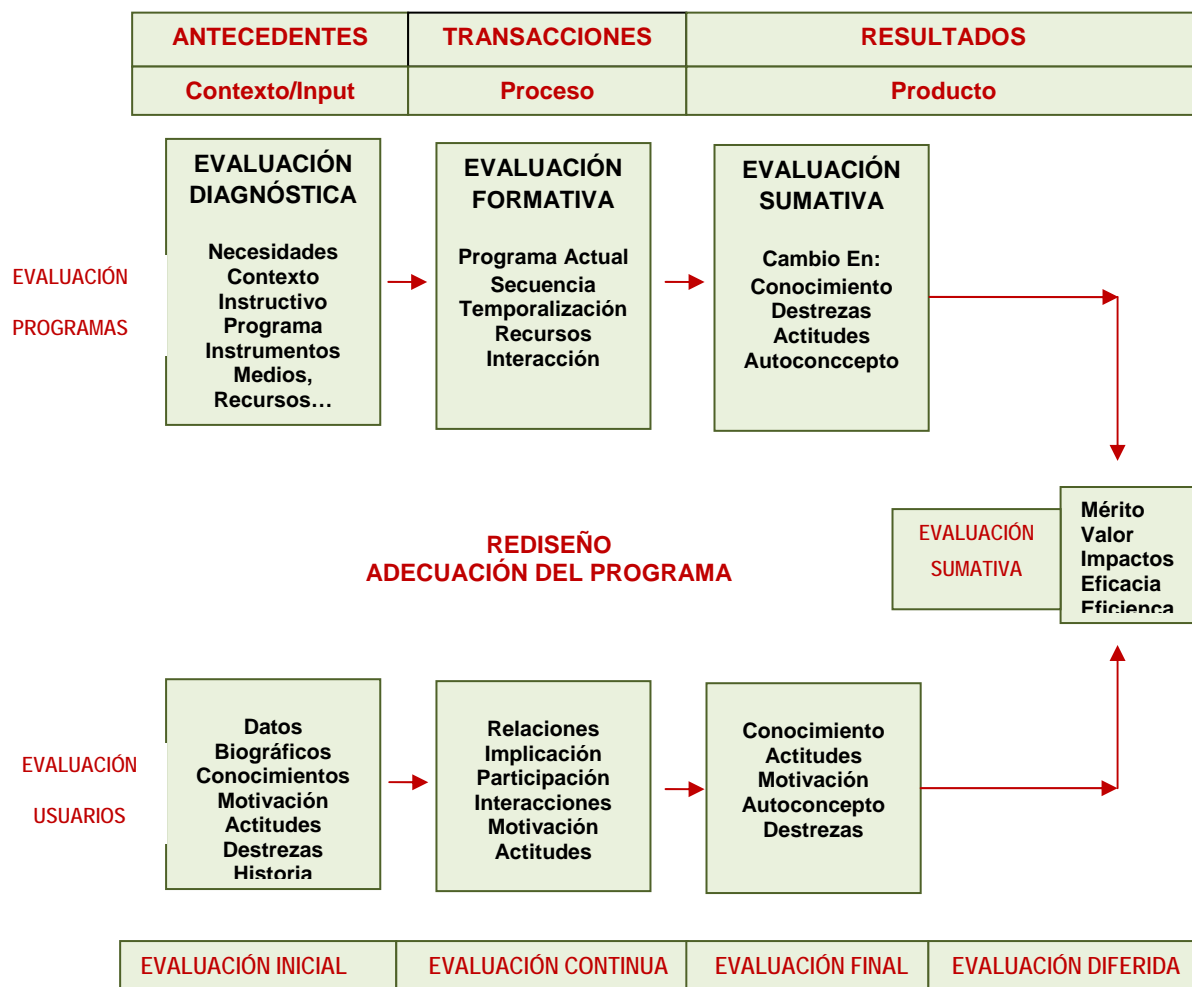 ANTECEDENTES
TRANSACCIONES
RESULTADOS
Contexto/Input
Proceso
Producto
EVALUACIÓN
PROGRAMAS
EVALUACIÓN
DIAGNÓSTICA
Necesidades
Contexto
Instructivo
Programa
Instrumentos
Medios,
Recursos…
EVALUACIÓN
FORMATIVA
Programa Actual
Secuencia
Temporalización
Recursos
Interacción
EVALUACIÓN
SUMATIVA
Cambio En:
Conocimiento
Destrezas
Actitudes
Autoconccepto
REDISEÑO
ADECUACIÓN DEL PROGRAMA
EVALUACIÓN
SUMATIVA
Mérito
Valor
Impactos
Eficacia
Eficienca
EVALUACIÓN
USUARIOS
Datos
Biográficos
Conocimientos
Motivación
Actitudes
Destrezas
Historia
Relaciones
Implicación
Participación
Interacciones
Motivación
Actitudes
Conocimiento
Actitudes
Motivación
Autoconcepto
Destrezas
EVALUACIÓN INICIAL
EVALUACIÓN CONTINUA
EVALUACIÓN FINAL
EVALUACIÓN DIFERIDA